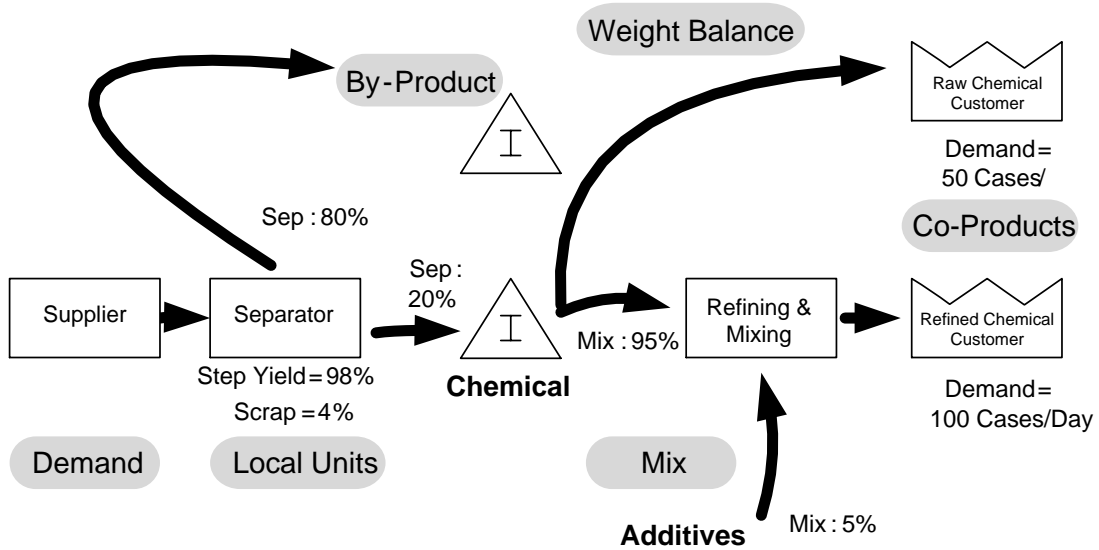 Weight Balance
By-Product
I
Raw Chemical
Customer
Demand=
50 Cases/
Sep : 80%
Co-Products
Sep :
20%
Supplier
Separator
I
Refining &
Mixing
Refined Chemical
Customer
Mix : 95%
Step Yield = 98%
Scrap = 4%
Chemical
Demand=
100 Cases/Day
Demand
Local Units
Mix
Additives
Mix : 5%